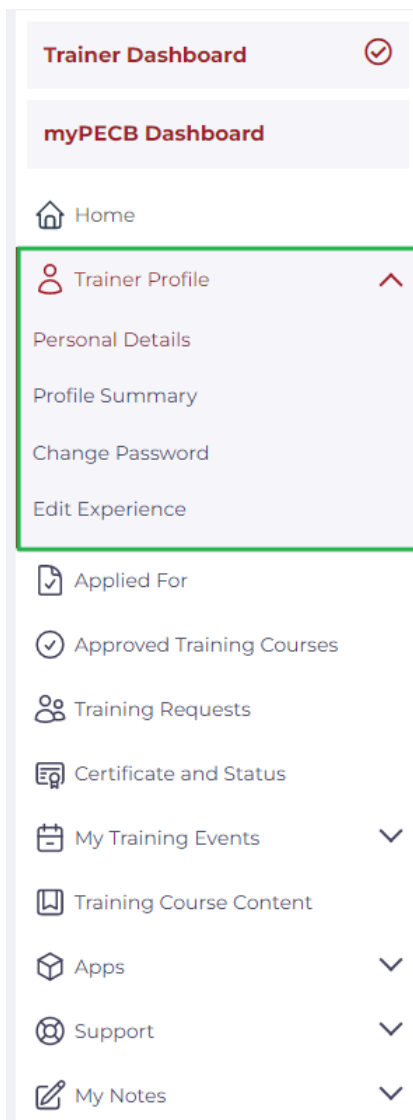 Trainer Dashboard
myPECB Dashboard
Home
Trainer Profile
Personal Details
Profile Summary
Change Password
Edit Experience
Applied For
Approved Training Courses
Training Requests
Certificate and Status
My Training Events
Training Course Content
Apps
Support
My Notes